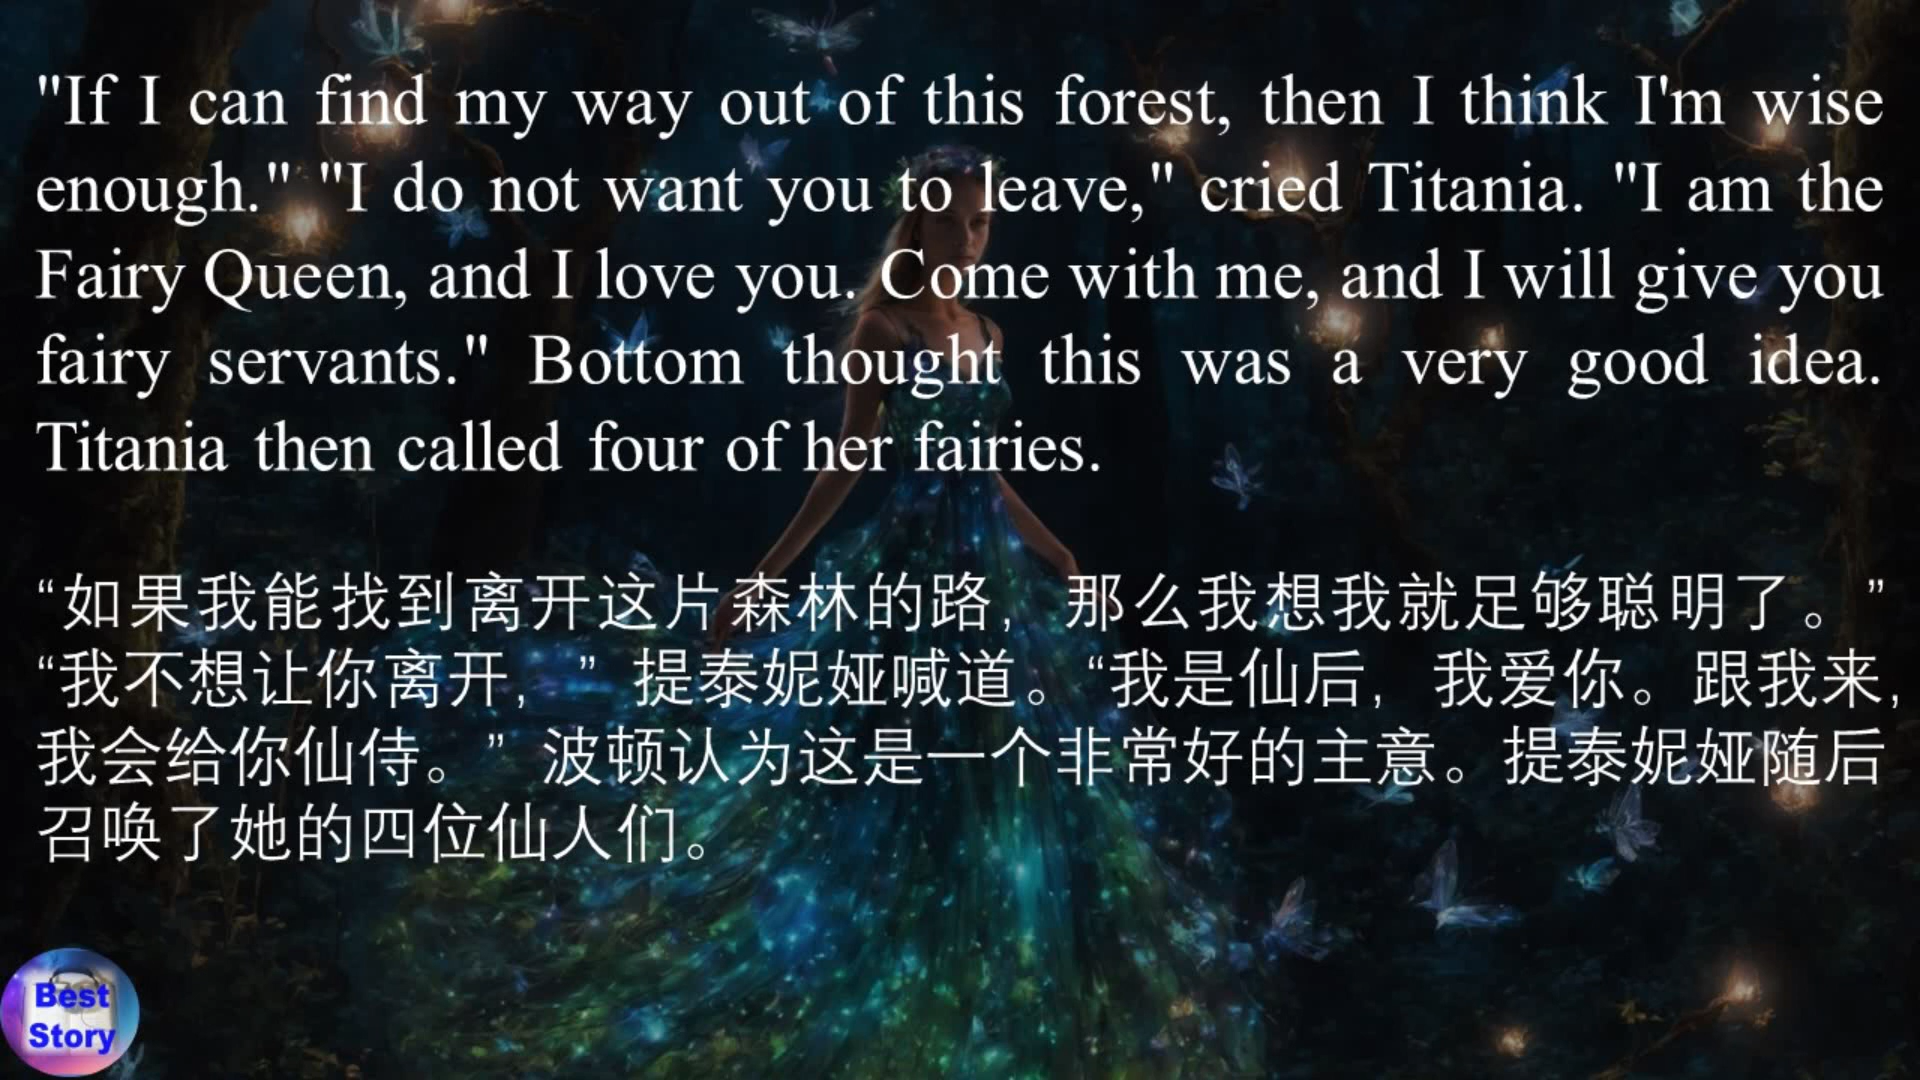 "If I can find my way out of this forest, then I think I'm wise
enough." "I do not want you to leave," cried Titania. "I am the
Fairy Queen, and I love you. Come with me, and I will give you
fairy servants." Bottom thought this was a very good idea.
Titania then called four of her fairies.
“如果我能找到离开这片森林的路，那么我想我就足够聪明了。”
“我不想让你离开，” 提泰妮娅喊道。“我是仙后，我爱你。跟我来，
我会给你仙侍。” 波顿认为这是一个非常好的主意。提泰妮娅随后
召唤了她的四位仙人们。
Best
Story